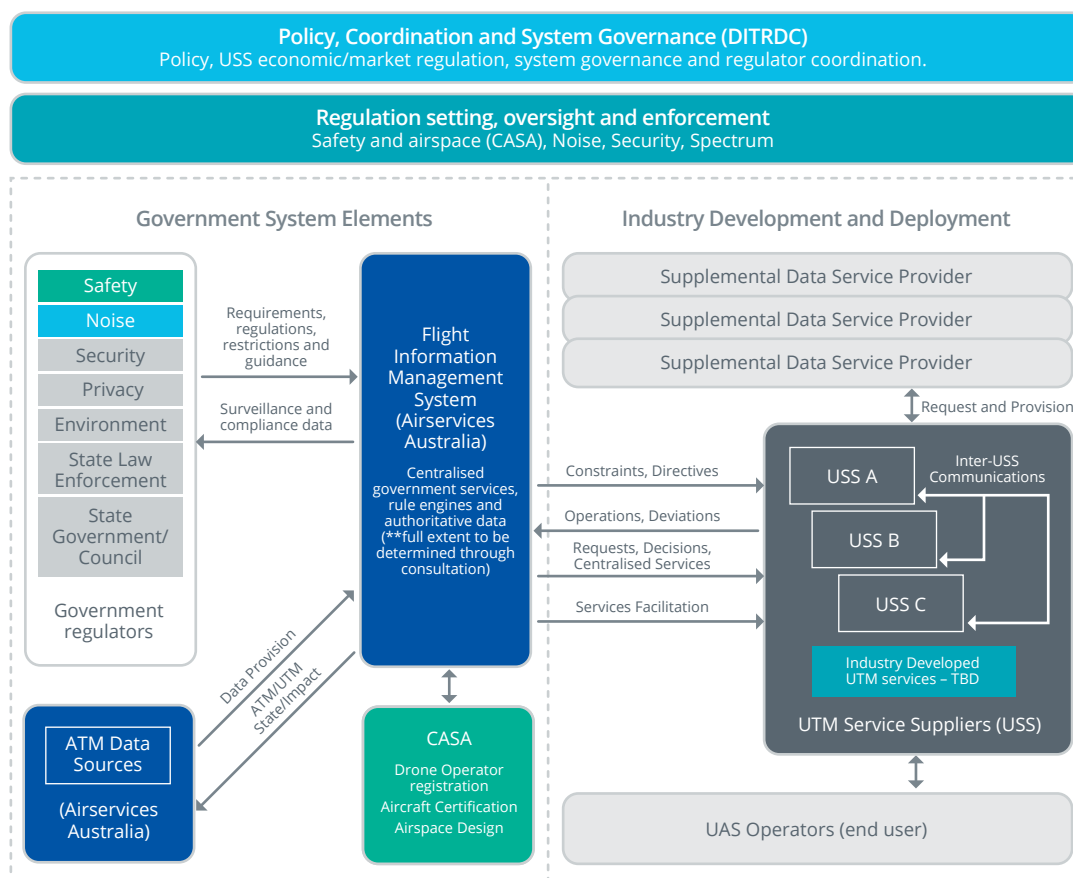 Policy, Coordination and System Governance (DITRDC)
Policy, USS economic/market regulation, system governance and regulator coordination.
Regulation setting, oversight and enforcement
Safety and airspace (CASA), Noise, Security, Spectrum
Government System Elements
Safety
Noise
Security
Privacy
Environment
State Law
Enforcement
State
Government/
Council
Government
regulators
Requirements,
regulations,
restrictions and
guidance
Surveillance and
compliance data
Flight
Information
Management
System
(Airservices
Australia)
Centralised
government services,
rule engines and
authoritative data
(**full extent to be
determined through
consultation)
Data Provision
ATM/UTM
State/Impact
ATM Data
Sources
(Airservices
Australia)
CASA
Drone Operator
registration
Aircraft Certification
Airspace Design
Industry Development and Deployment
Supplemental Data Service Provider
Supplemental Data Service Provider
Supplemental Data Service Provider
Request and Provision
Constraints, Directives
Operations, Deviations
Requests, Decisions,
Centralised Services
Services Facilitation
USS A
Inter-USS
Communications
USS B
USS C
Industry Developed
UTM services – TBD
UTM Service Suppliers (USS)
UAS Operators (end user)